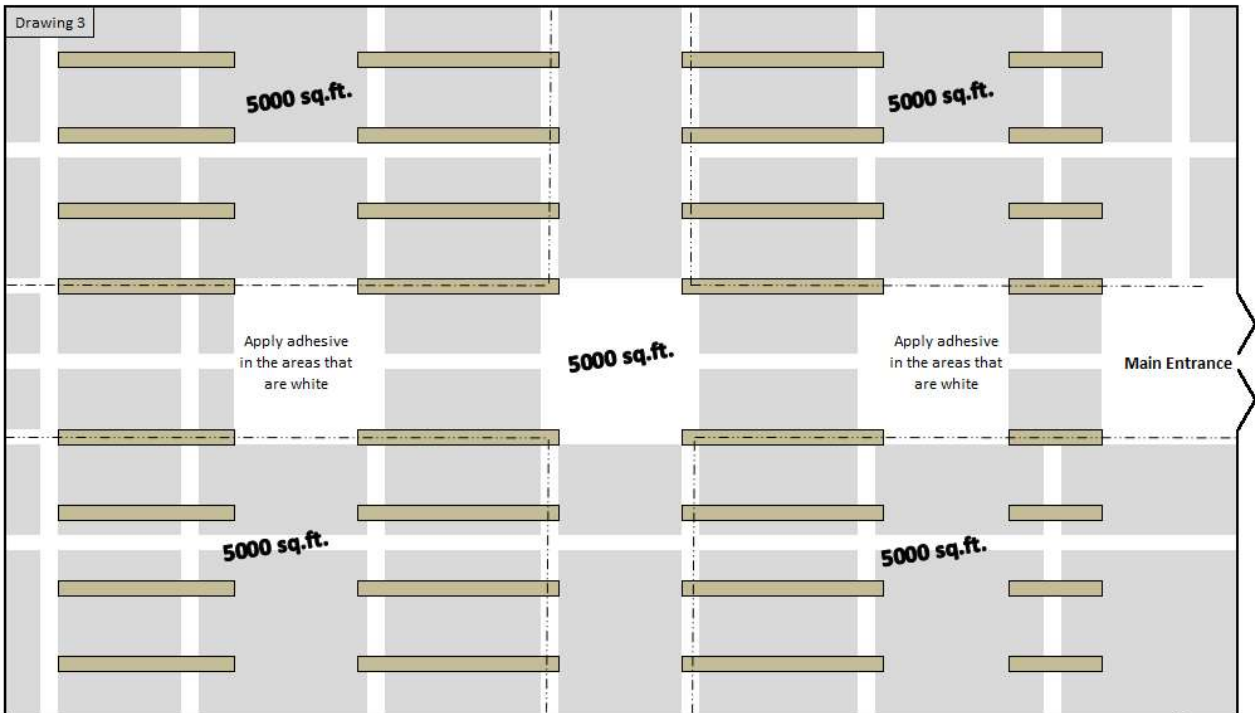 Drawing 3
5000 sq.ft.
5000 sq.ft.
Apply adhesive
in the areas that
are white
5000 sq.ft.
Apply adhesive
in the areas that
are white
Main Entrance
5000 sq.ft.
5000 sq.ft.